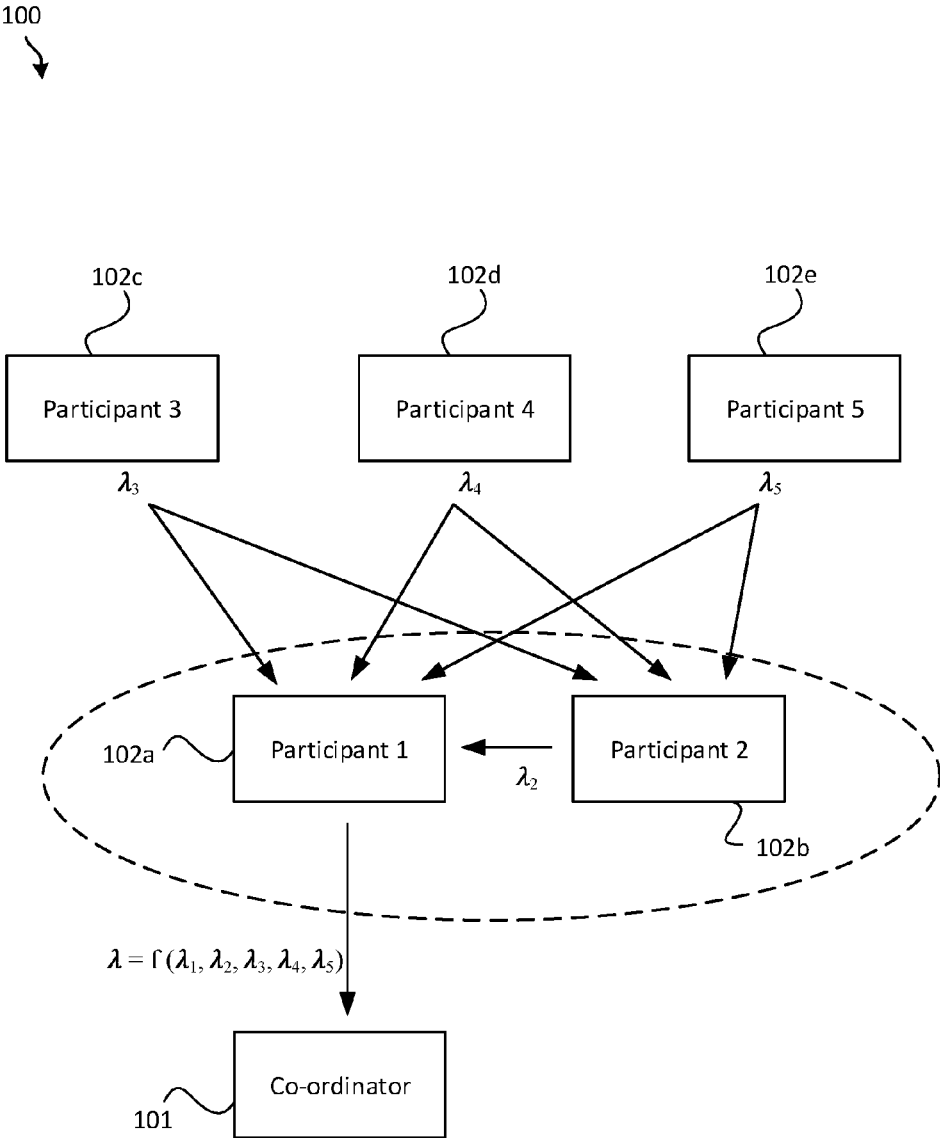 100
102c
102d
102e
Participant 3
Participant 4
Participant 5
λ3
λ4
λ5
Participant 1
Participant 2
102a
λ2
102b
λ = f (λ1, λ2, λ3, λ4, λ5)
Co-ordinator
101